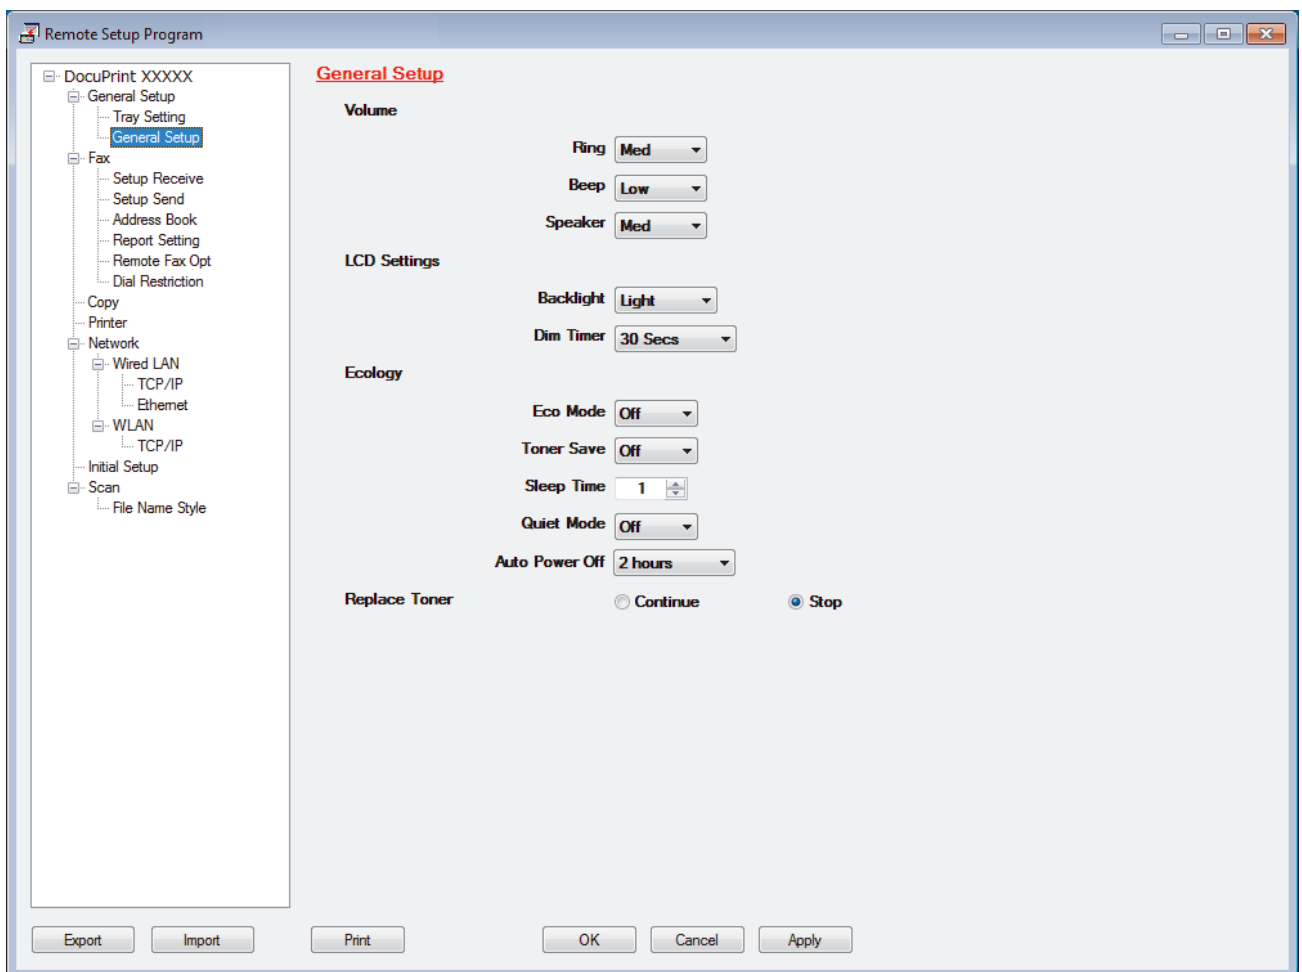 Remote Setup Program
DocuPrint XXXXX
General Setup
Tray Setting
General Setup
Fax
Setup Receive
Setup Send
Address Book
Report Setting
Remote Fax Opt
Dial Restriction
Copy
Printer
Network
Wired LAN
TCP/IP
Ethernet
WLAN
TCP/IP
Initial Setup
Scan
File Name Style
General Setup
Volume
Ring Med
Beep Low
Speaker Med
LCD Settings
Backlight Light
Dim Timer 30 Secs
Ecology
Eco Mode Off
Toner Save Off
Sleep Time 1
Quiet Mode Off
Auto Power Off 2 hours
Replace Toner Continue Stop
Export Import Print OK Cancel Apply